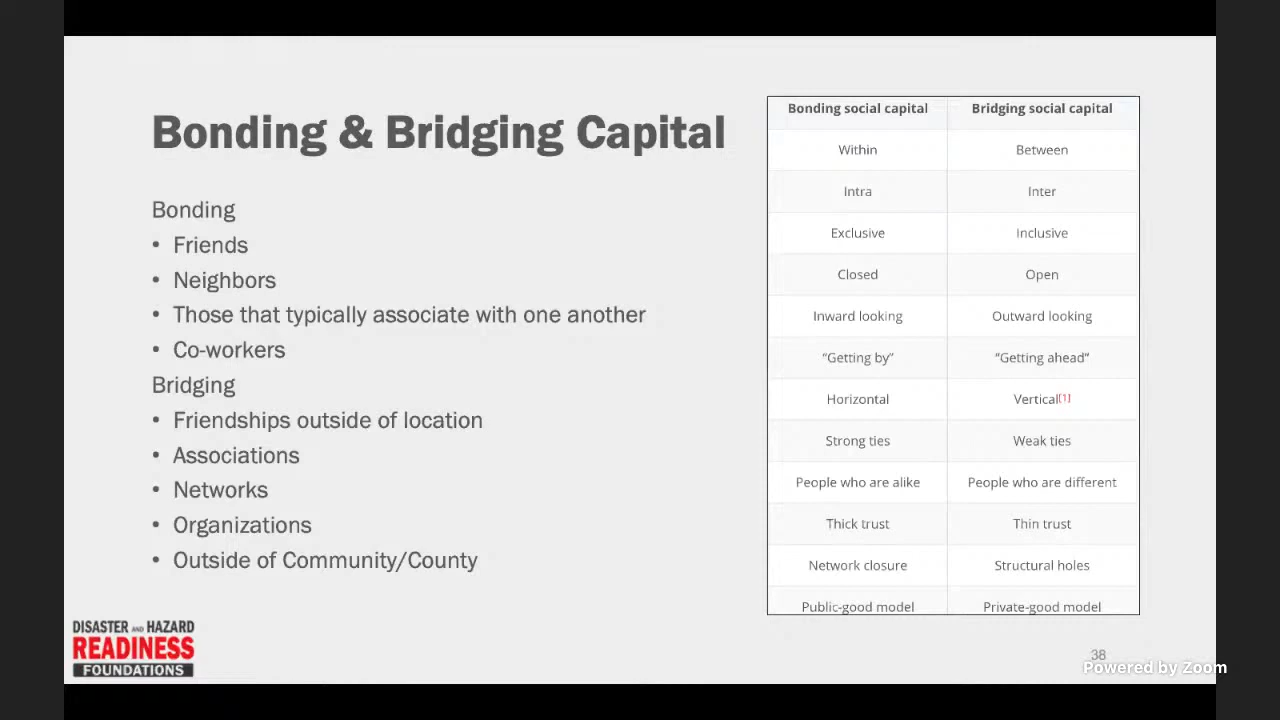 Bonding & Bridging Capital
Bonding
• Friends
• Neighbors
• Those that typically associate with one another
• Co-workers
Bridging
• Friendships outside of location
• Associations
• Networks
• Organizations
• Outside of Community/County
Bonding social capital Bridging social capital
Within Between
Intra Inter
Exclusive Inclusive
Closed Open
Inward looking Outward looking
“Getting by” “Getting ahead”
Horizontal Vertical[1]
Strong ties Weak ties
People who are alike People who are different
Thick trust Thin trust
Network closure Structural holes
Public-good model Private-good model
DISASTER AND HAZARD
READINESS
FOUNDATIONS
38
Powered by Zoom